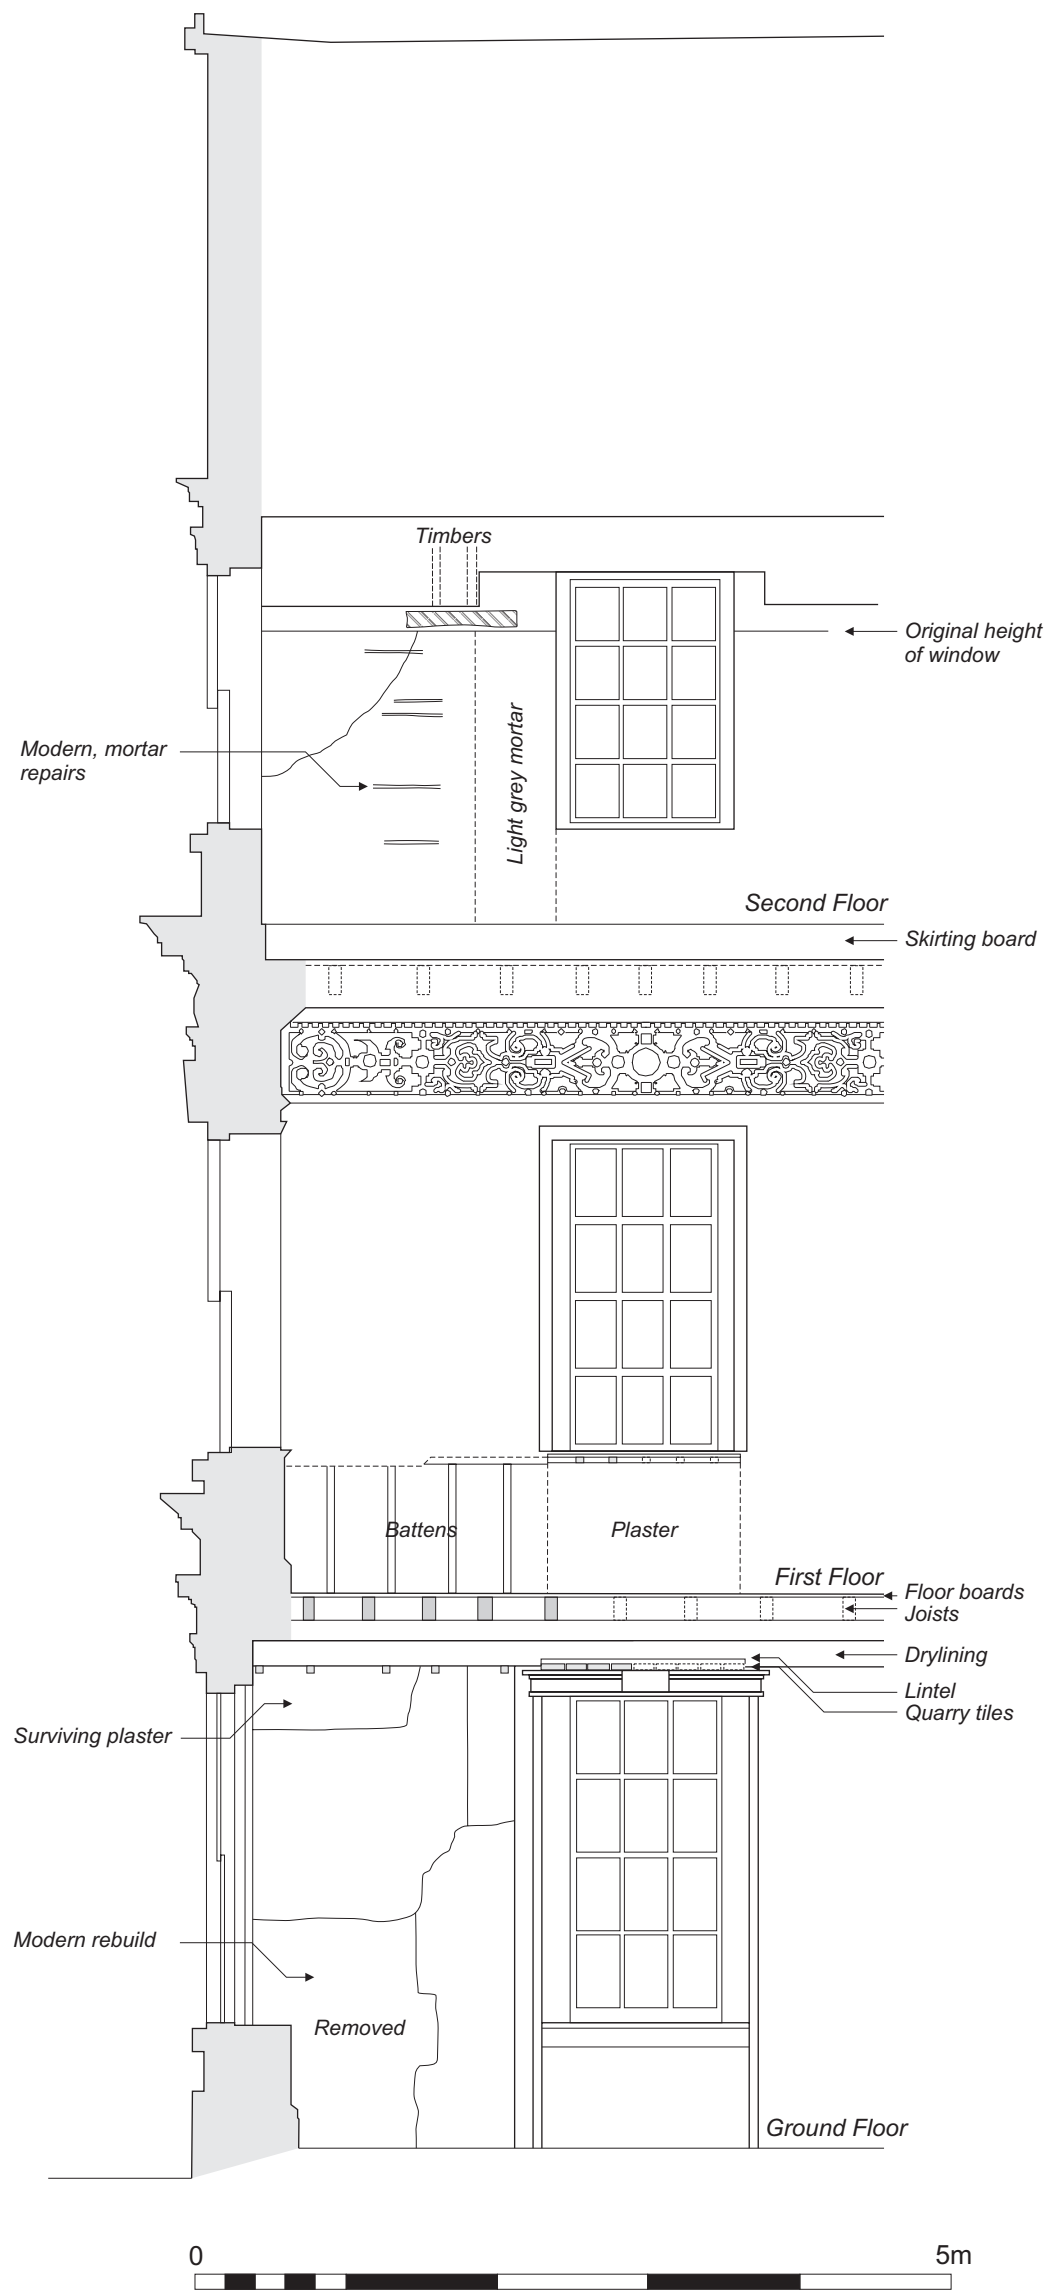 Timbers
Original height
of window
Modern, mortar
repairs
Light grey mortar
Second Floor
Skirting board
Battens
Plaster
First Floor
Floor boards
Joists
Drylining
Lintel
Quarry tiles
Surviving plaster
Modern rebuild
Removed
Ground Floor
0
5m